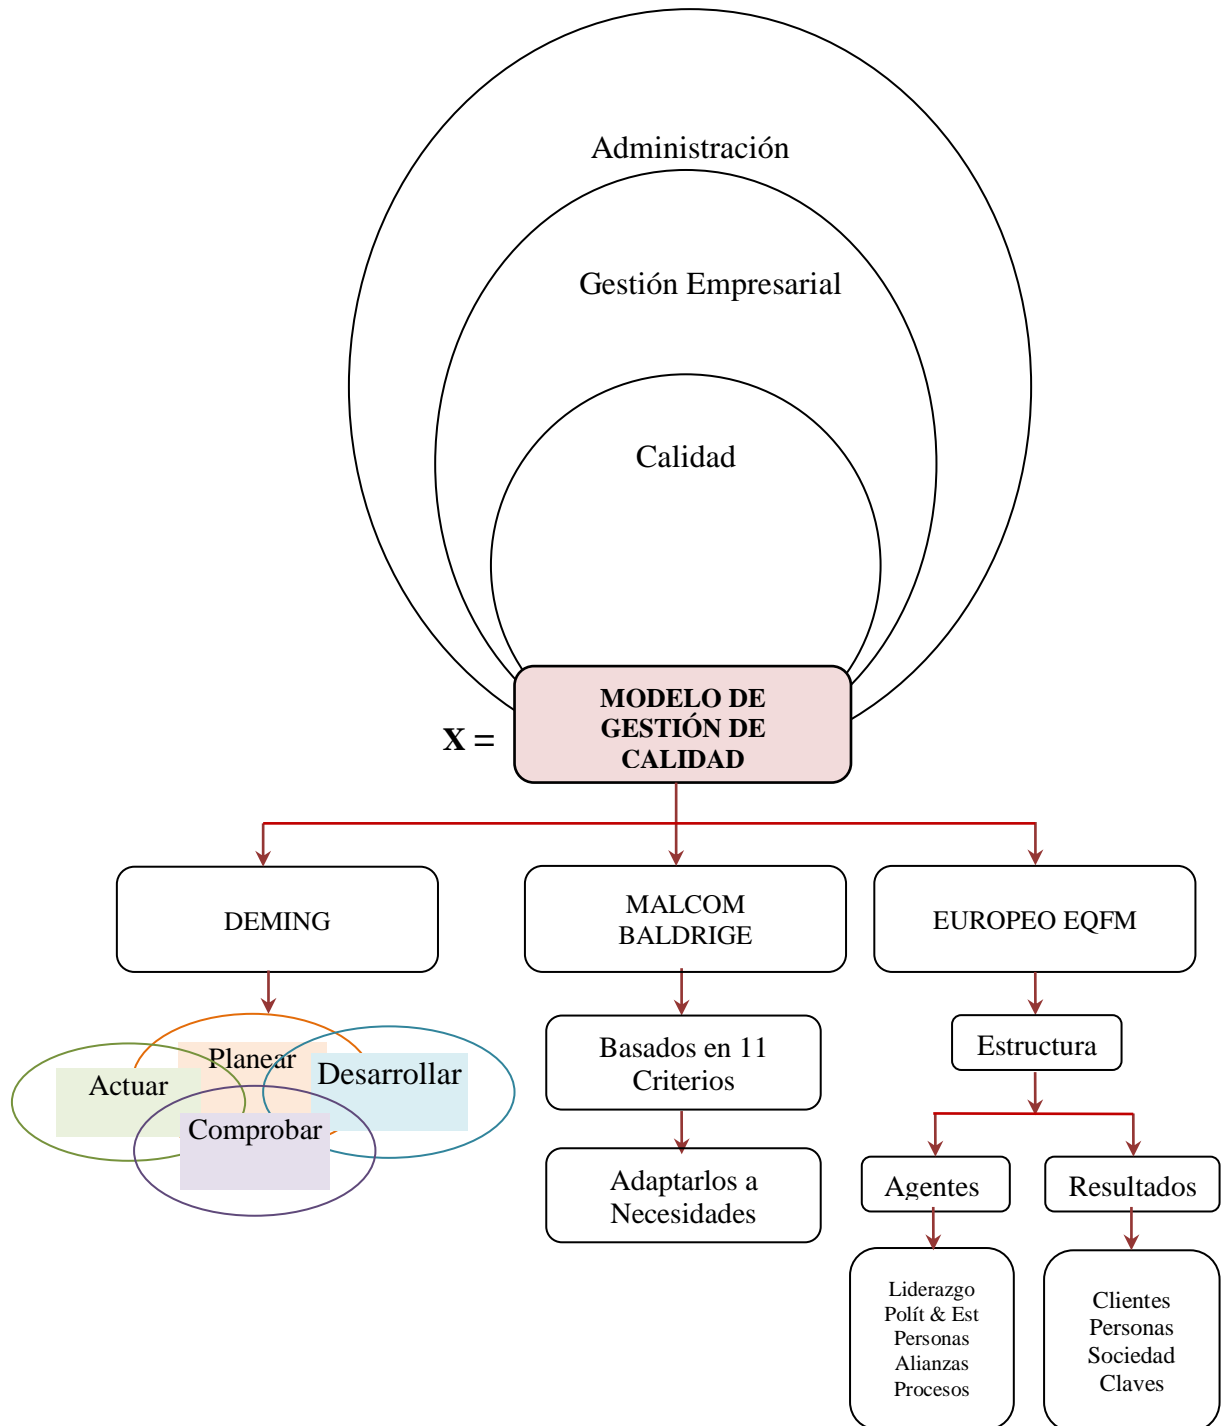 Administración
Gestión Empresarial
Calidad
MODELO DE
GESTIÓN DE
CALIDAD
X =
DEMING
MALCOM
BALDRIGE
EUROPEO EQFM
Planear
Actuar
Desarrollar
Comprobar
Basados en 11
Criterios
Adaptarlos a
Necesidades
Estructura
Agentes
Resultados
Liderazgo
Polít & Est
Personas
Alianzas
Procesos
Clientes
Personas
Sociedad
Claves